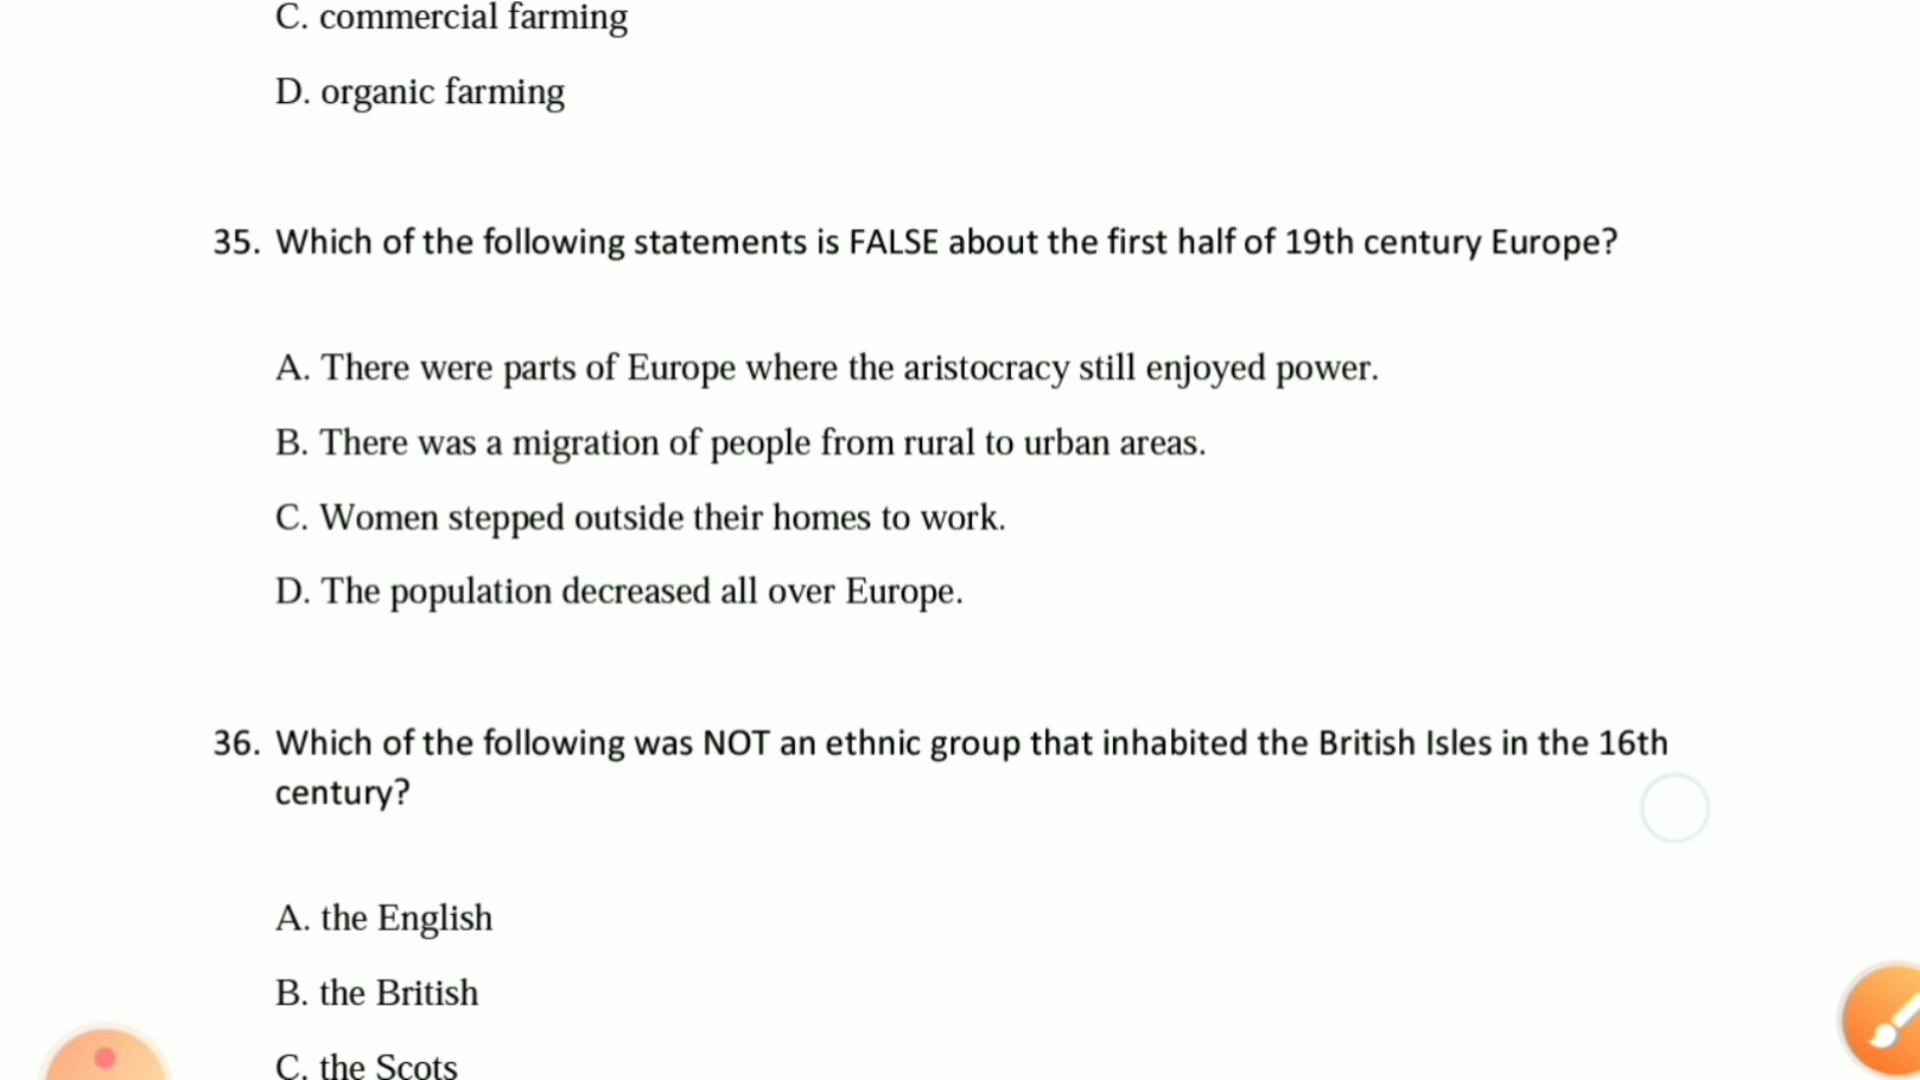 C. commercial farming
D. organic farming
35. Which of the following statements is FALSE about the first half of 19th century Europe?
A. There were parts of Europe where the aristocracy still enjoyed power.
B. There was a migration of people from rural to urban areas.
C. Women stepped outside their homes to work.
D. The population decreased all over Europe.
36. Which of the following was NOT an ethnic group that inhabited the British Isles in the 16th
century?
A. the English
B. the British
C. the Scots